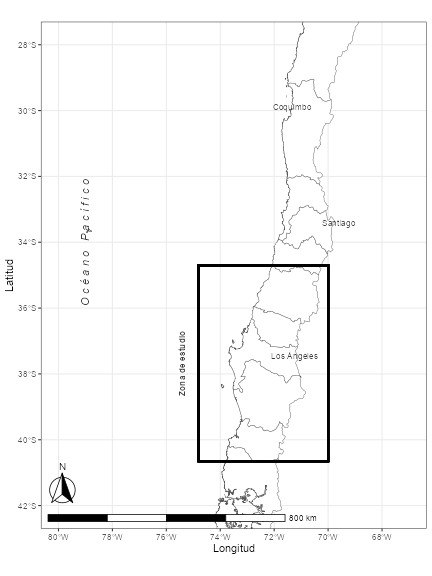 28°S
30°S
32°S
34°S
36°S
38°S
40°S
42°S
Latitud
Océano Pacífico
Coquimbo
Santiago
Zona de estudio
Los Angeles
N
800 km
80°W
78°W
76°W
74°W
72°W
70°W
68°W
Longitud